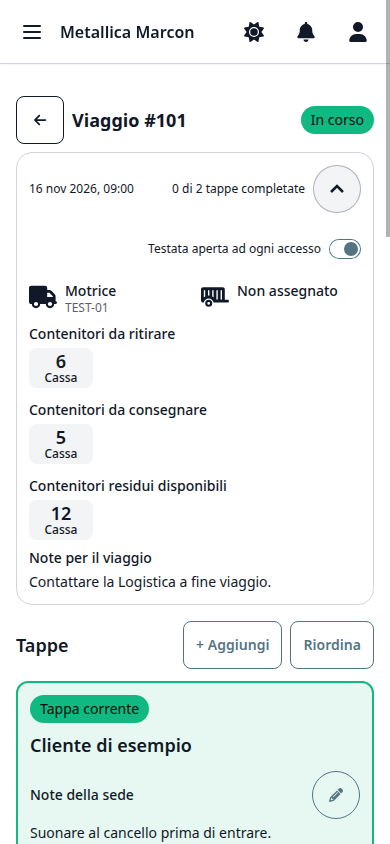 Metallica Marcon
Viaggio #101
In corso
16 nov 2026, 09:00
0 di 2 tappe completate
Testata aperta ad ogni accesso
Motrice
TEST-01
Non assegnato
Contenitori da ritirare
6
Cassa
Contenitori da consegnare
5
Cassa
Contenitori residui disponibili
12
Cassa
Note per il viaggio
Contattare la Logistica a fine viaggio.
Tappe
+ Aggiungi
Riordina
Tappa corrente
Cliente di esempio
Note della sede
Suonare al cancello prima di entrare.